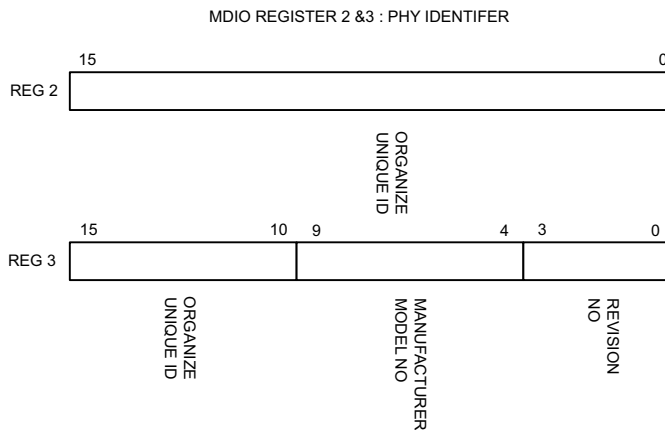 MDIO REGISTER 2 &3 : PHY IDENTIFER
15 0
REG 2
ORGANIZE
UNIQUE ID
15 10 9 4 3 0
REG 3
ORGANIZE
UNIQUE ID
MANUFACTURER
MODEL NO
REVISION
NO